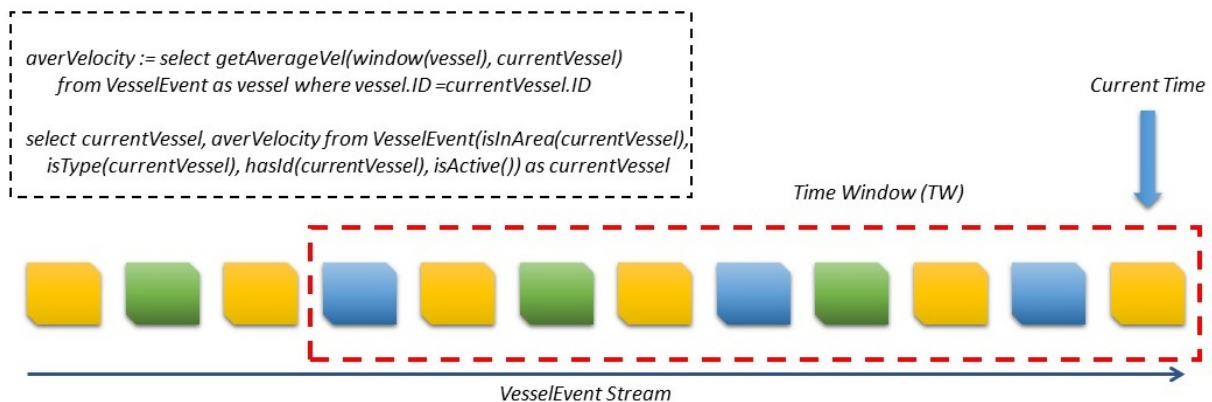 averVelocity := select getAverageVel(window(vessel), currentVessel)
from VesselEvent as vessel where vessel.ID =currentVessel.ID
select currentVessel, averVelocity from VesselEvent(isInArea(currentVessel),
isType(currentVessel), hasId(currentVessel), isActive()) as currentVessel
Current Time
Time Window (TW)
VesselEvent Stream